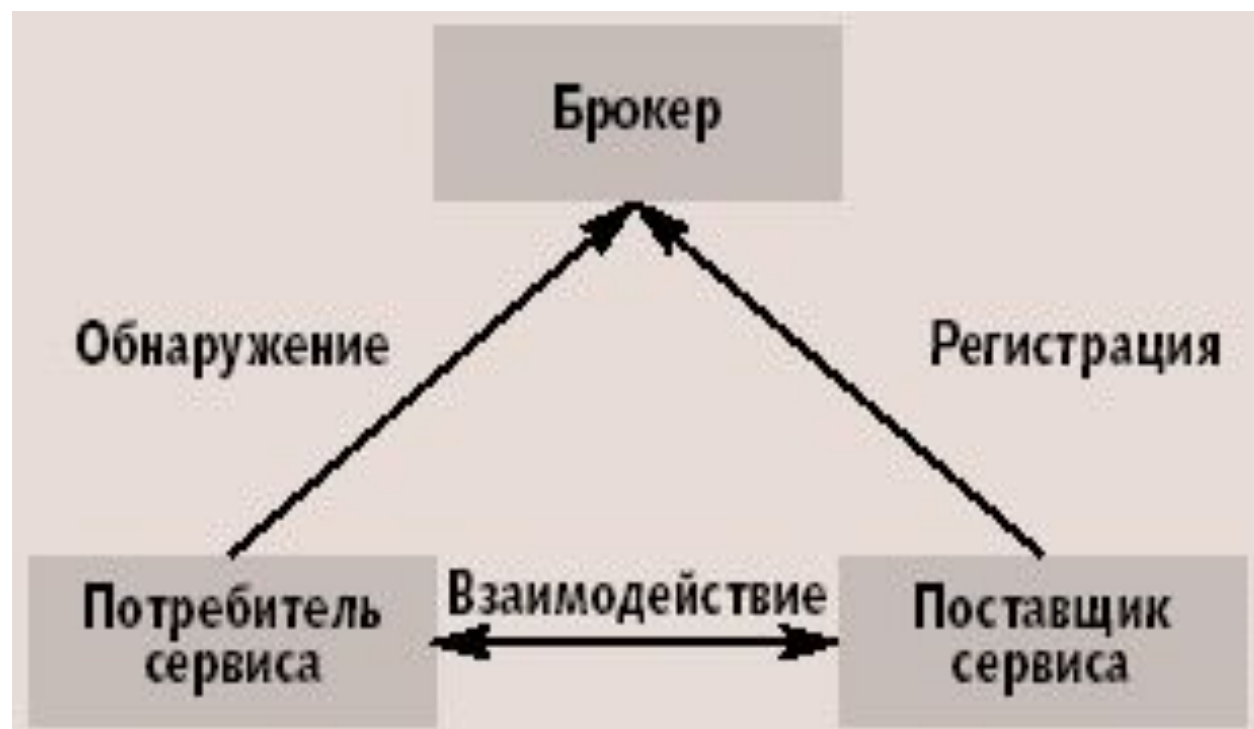 Брокер
Обнаружение
Регистрация
Взаимодействие
Потребитель
сервиса
Поставщик
сервиса